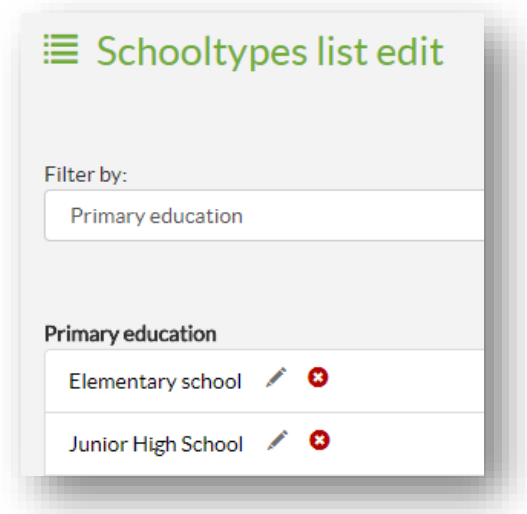 Schooltypes list edit
Filter by:
Primary education
Primary education
Elementary school
Junior High School